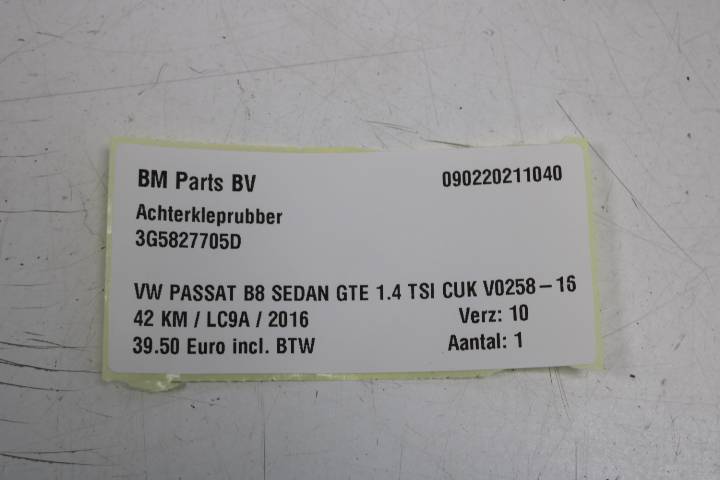 BM Parts BV 090220211040
Achterkleprubber
3G5827705D
VW PASSAT B8 SEDAN GTE 1.4 TSI CUK V0258-16
42 KM / LC9A / 2016 Verz: 10
39.50 Euro incl. BTW Aantal: 1